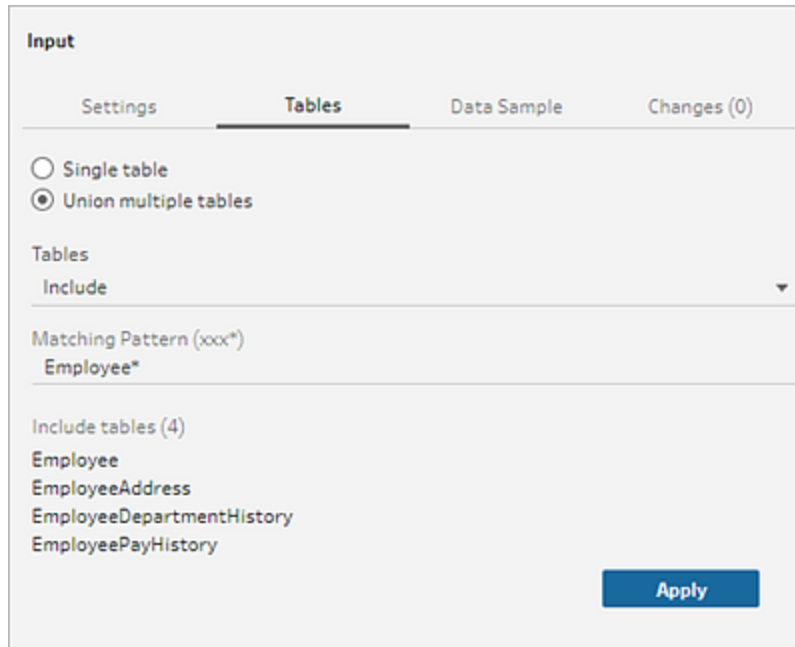 Input
Settings Tables Data Sample Changes (0)
Single table
Union multiple tables
Tables
Include
Matching Pattern (xxx*)
Employee*
Include tables (4)
Employee
EmployeeAddress
EmployeeDepartmentHistory
EmployeePayHistory
Apply